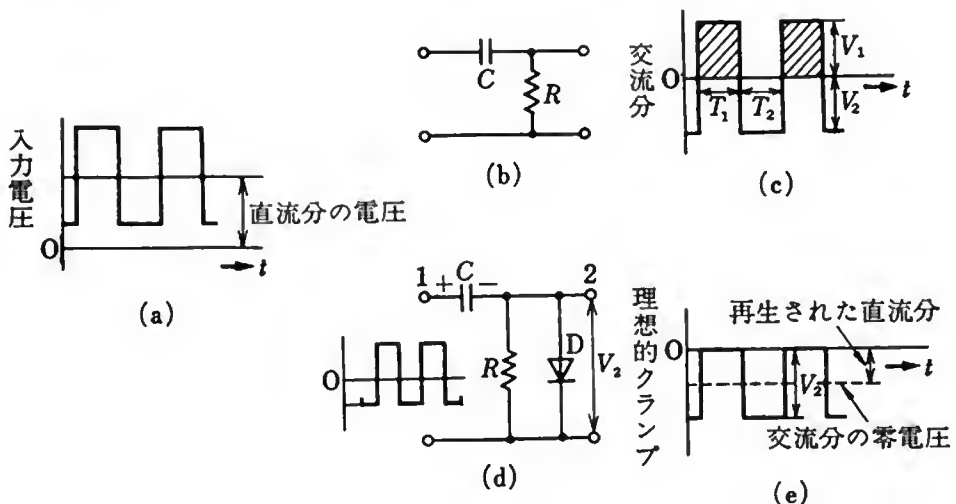 入力電圧
O
直流分の電圧
t
(a)
C
R
(b)
交流分
O
T₁
T₂
V₁
V₂
t
(c)
1
+
C
−
2
O
R
D
V₂
(d)
理想的クランプ
O
再生された直流分
t
V₂
交流分の零電圧
(e)